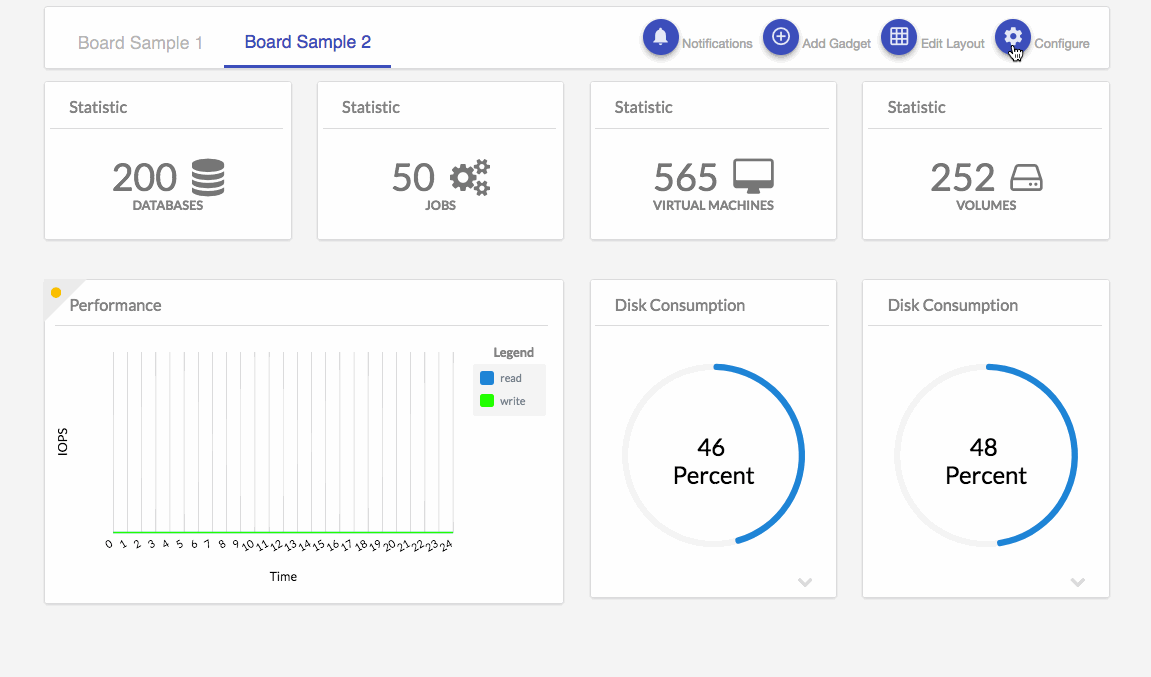 Board Sample 1
Board Sample 2
Notifications
Add Gadget
Edit Layout
Configure
Statistic
200
DATABASES
Statistic
50
JOBS
Statistic
565
VIRTUAL MACHINES
Statistic
252
VOLUMES
Performance
Legend
read
write
IOPS
0 1 2 3 4 5 6 7 8 9 10 11 12 13 14 15 16 17 18 19 20 21 22 23 24
Time
Disk Consumption
46
Percent
Disk Consumption
48
Percent